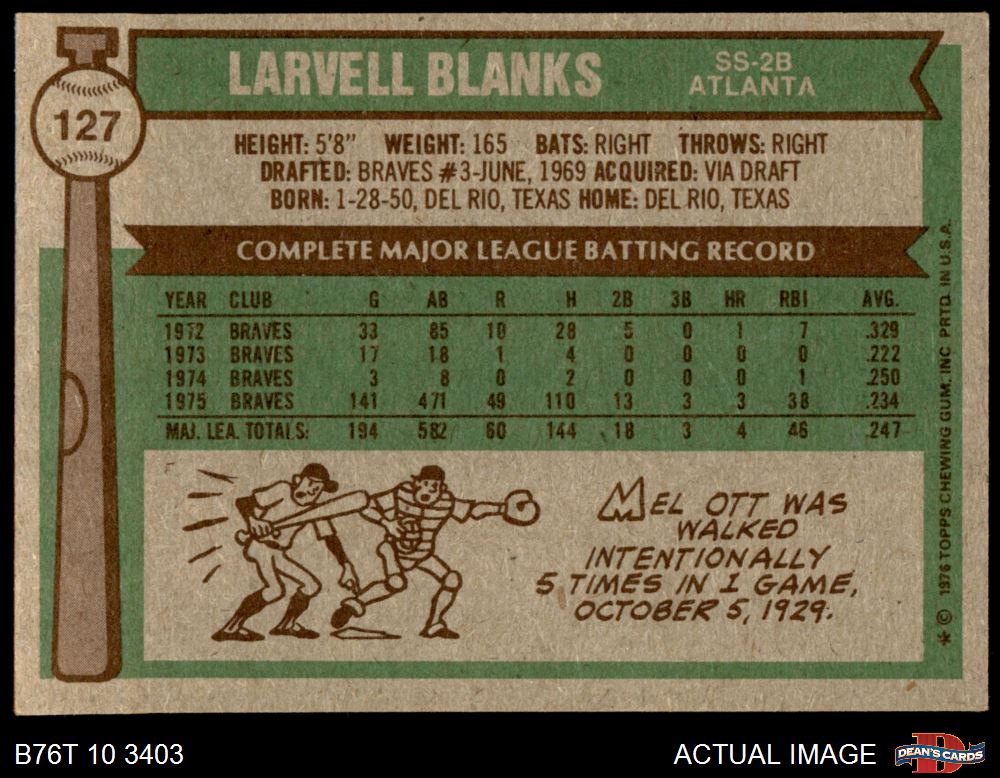 127
LARVELL BLANKS
SS-2B
ATLANTA
HEIGHT: 5'8" WEIGHT: 165 BATS: RIGHT THROWS: RIGHT
DRAFTED: BRAVES #3-JUNE, 1969 ACQUIRED: VIA DRAFT
BORN: 1-28-50, DEL RIO, TEXAS HOME: DEL RIO, TEXAS
COMPLETE MAJOR LEAGUE BATTING RECORD
YEAR CLUB G AB R H 2B 3B HR RBI AVG.
1972 BRAVES 33 85 10 28 5 0 1 7 .329
1973 BRAVES 17 18 1 4 0 0 0 0 .222
1974 BRAVES 3 8 0 2 0 0 0 1 .250
1975 BRAVES 141 471 49 110 13 3 3 38 .234
MAJ. LEA. TOTALS: 194 582 60 144 18 3 4 46 .247
MEL OTT WAS
WALKED
INTENTIONALLY
5 TIMES IN 1 GAME,
OCTOBER 5, 1929.
* © 1976 TOPPS CHEWING GUM, INC. PRTD. IN U.S.A.
B76T 10 3403
ACTUAL IMAGE
DEAN'S CARDS